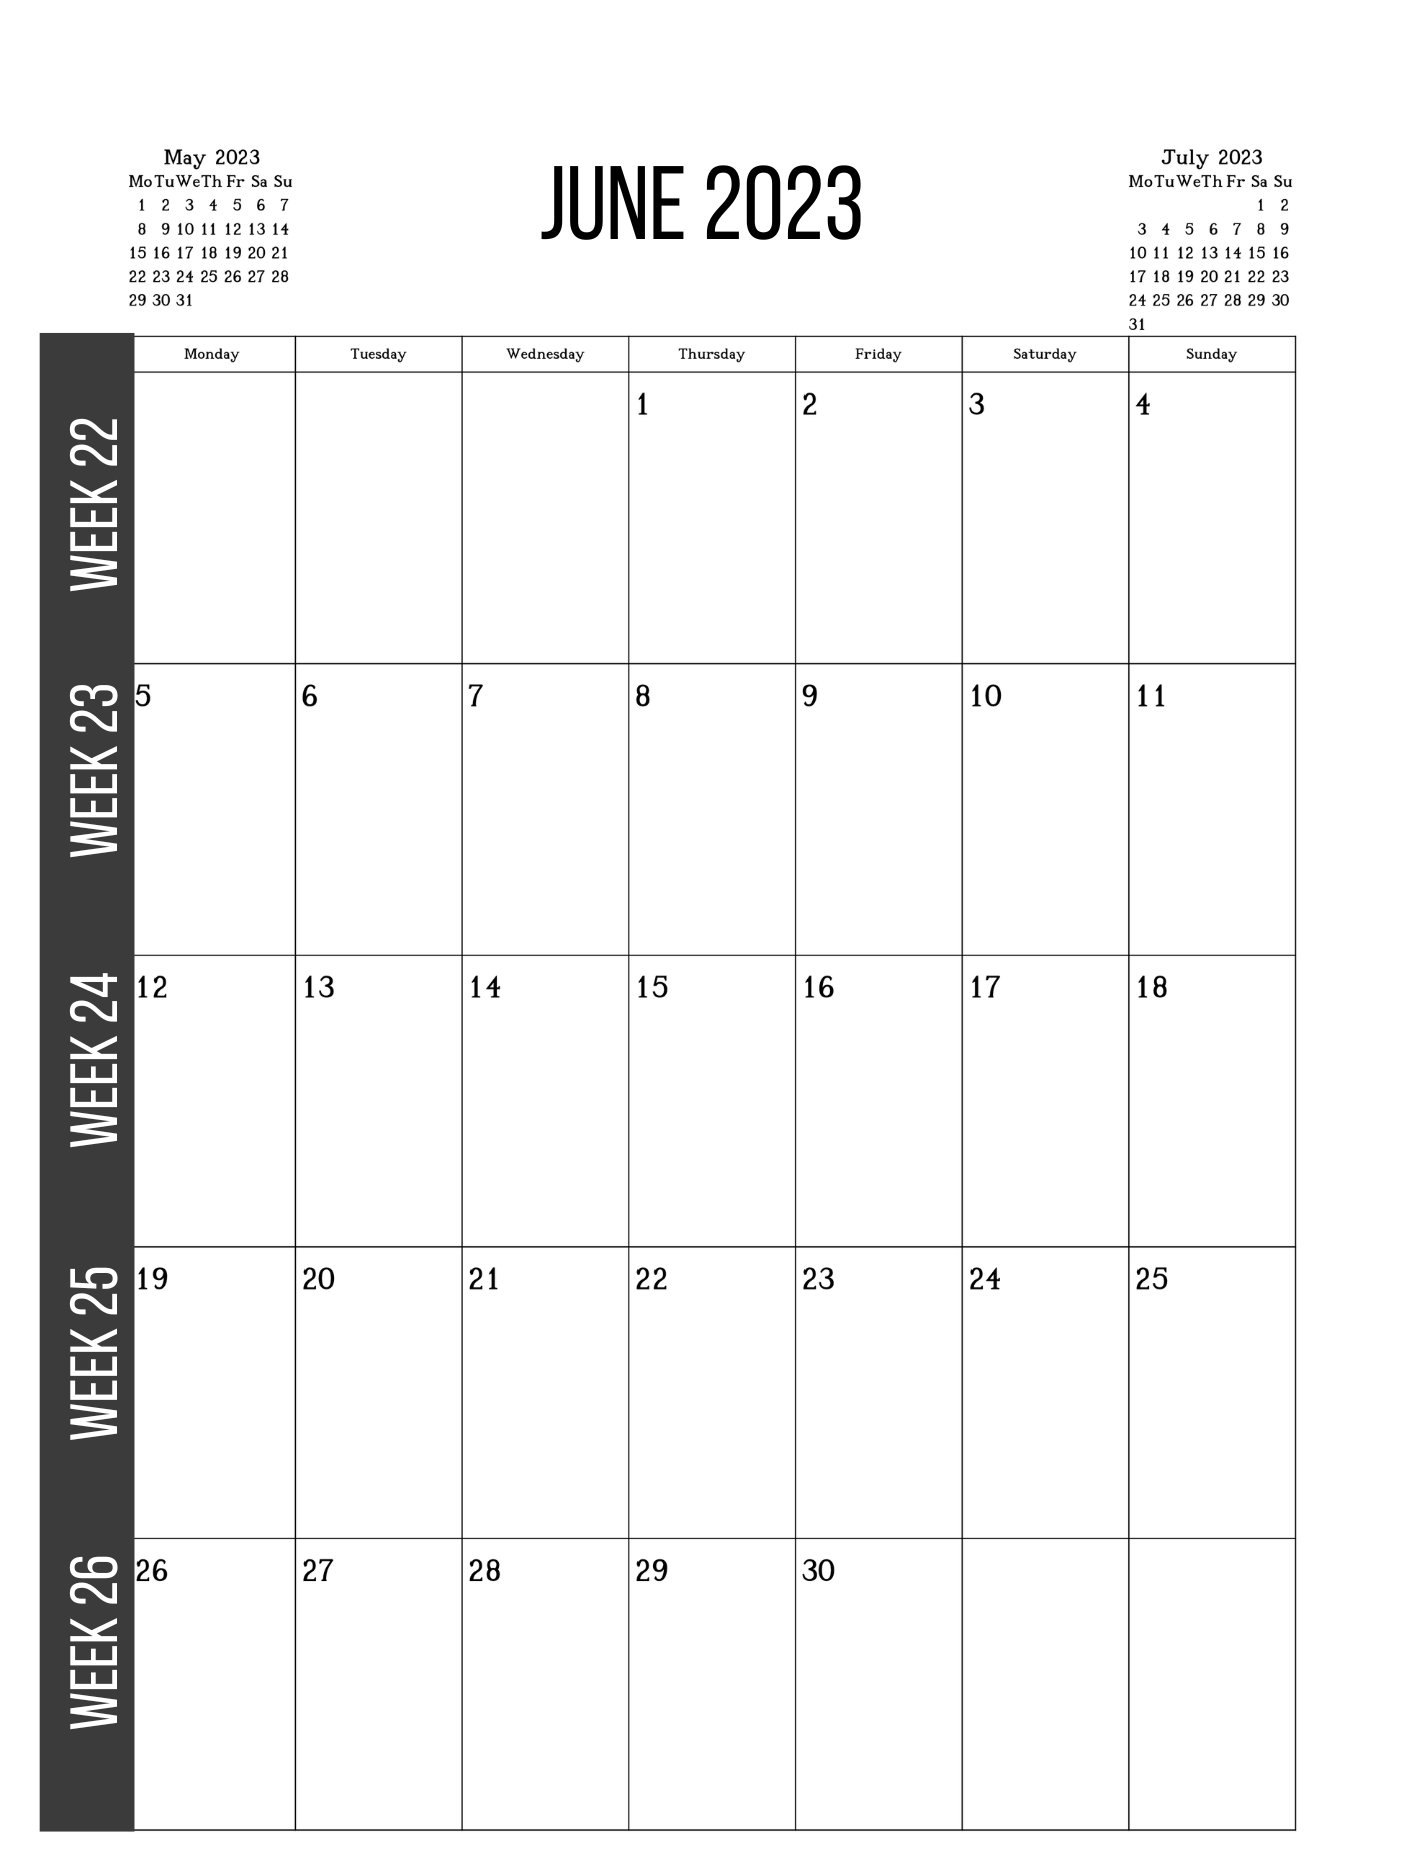 May 2023
Mo Tu We Th Fr Sa Su
1 2 3 4 5 6 7
8 9 10 11 12 13 14
15 16 17 18 19 20 21
22 23 24 25 26 27 28
29 30 31
JUNE 2023
July 2023
Mo Tu We Th Fr Sa Su
1 2
3 4 5 6 7 8 9
10 11 12 13 14 15 16
17 18 19 20 21 22 23
24 25 26 27 28 29 30
31
Monday Tuesday Wednesday Thursday Friday Saturday Sunday
WEEK 22
1 2 3 4
WEEK 23
5 6 7 8 9 10 11
WEEK 24
12 13 14 15 16 17 18
WEEK 25
19 20 21 22 23 24 25
WEEK 26
26 27 28 29 30